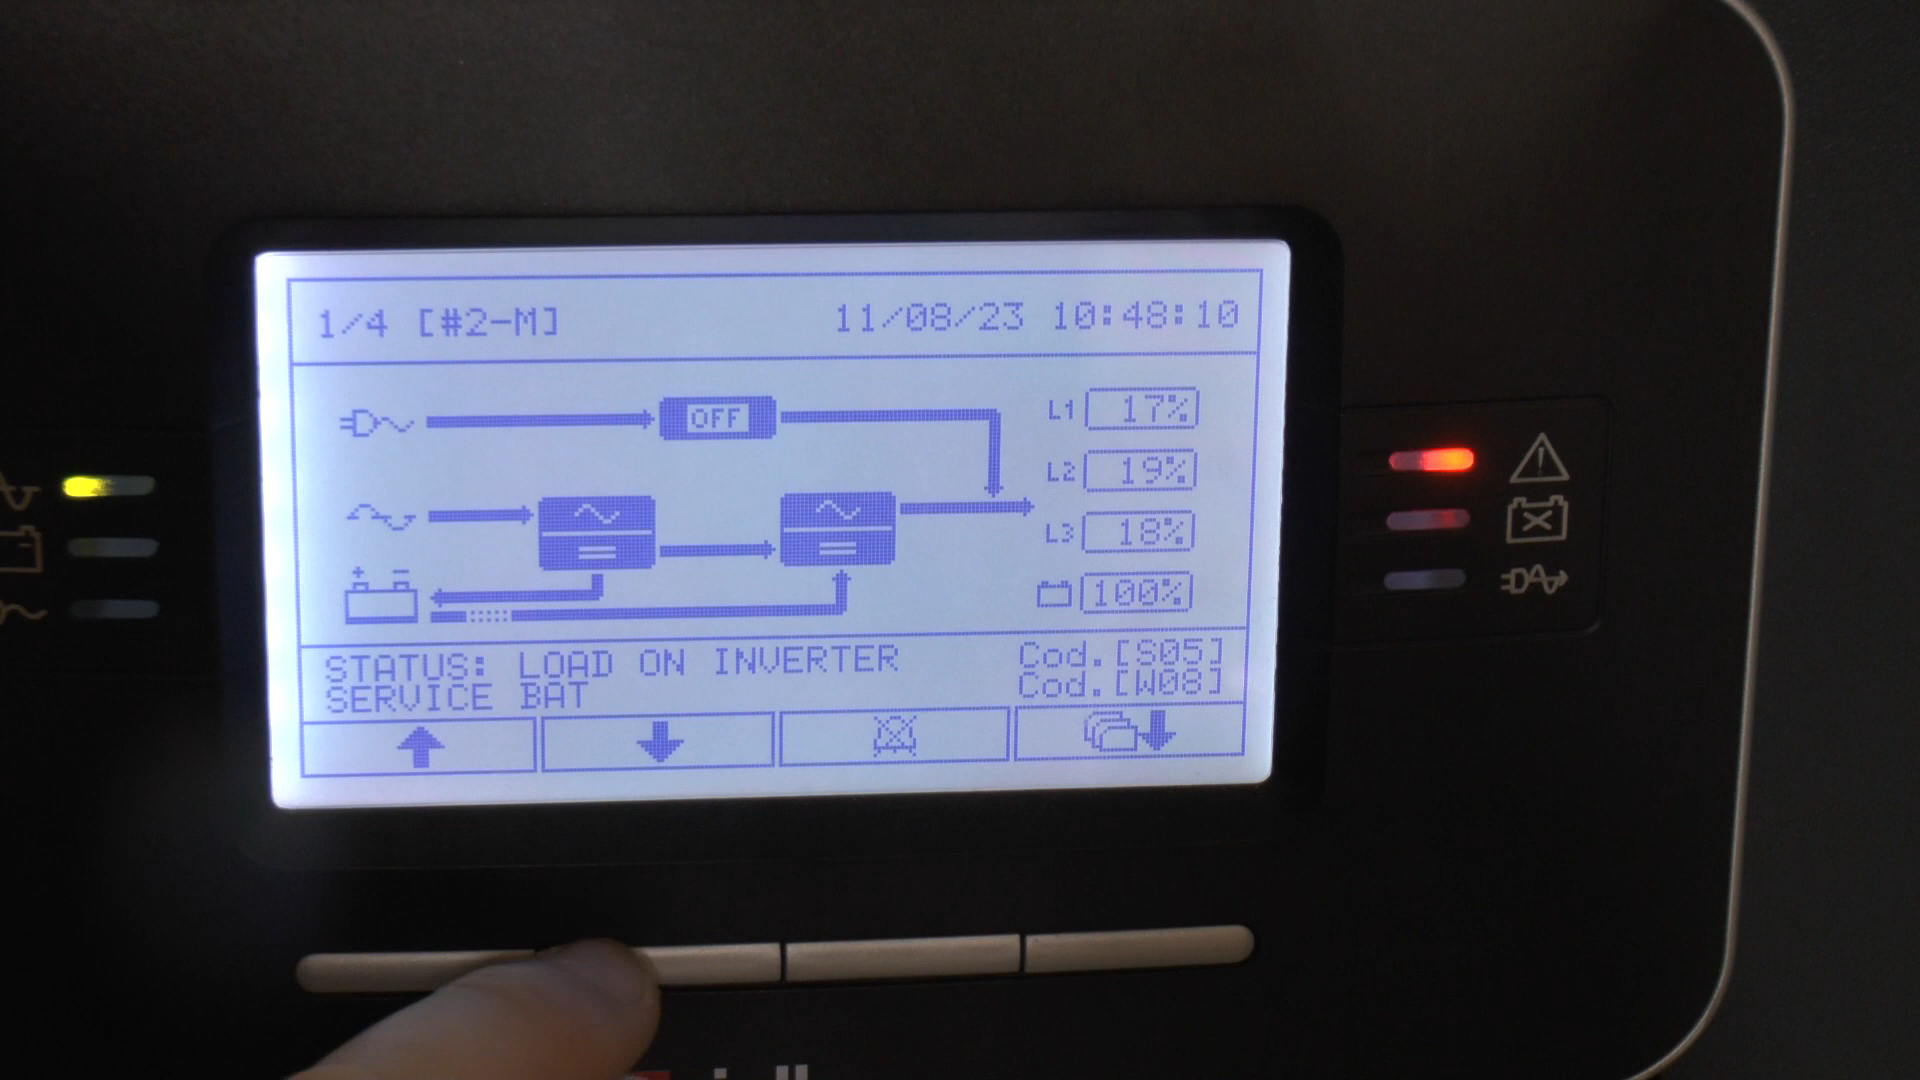 1/4 [#2-M] 11/08/23 10:48:10
OFF
L1 17%
L2 19%
L3 18%
100%
STATUS: LOAD ON INVERTER Cod.[S05]
SERVICE BAT Cod.[W08]